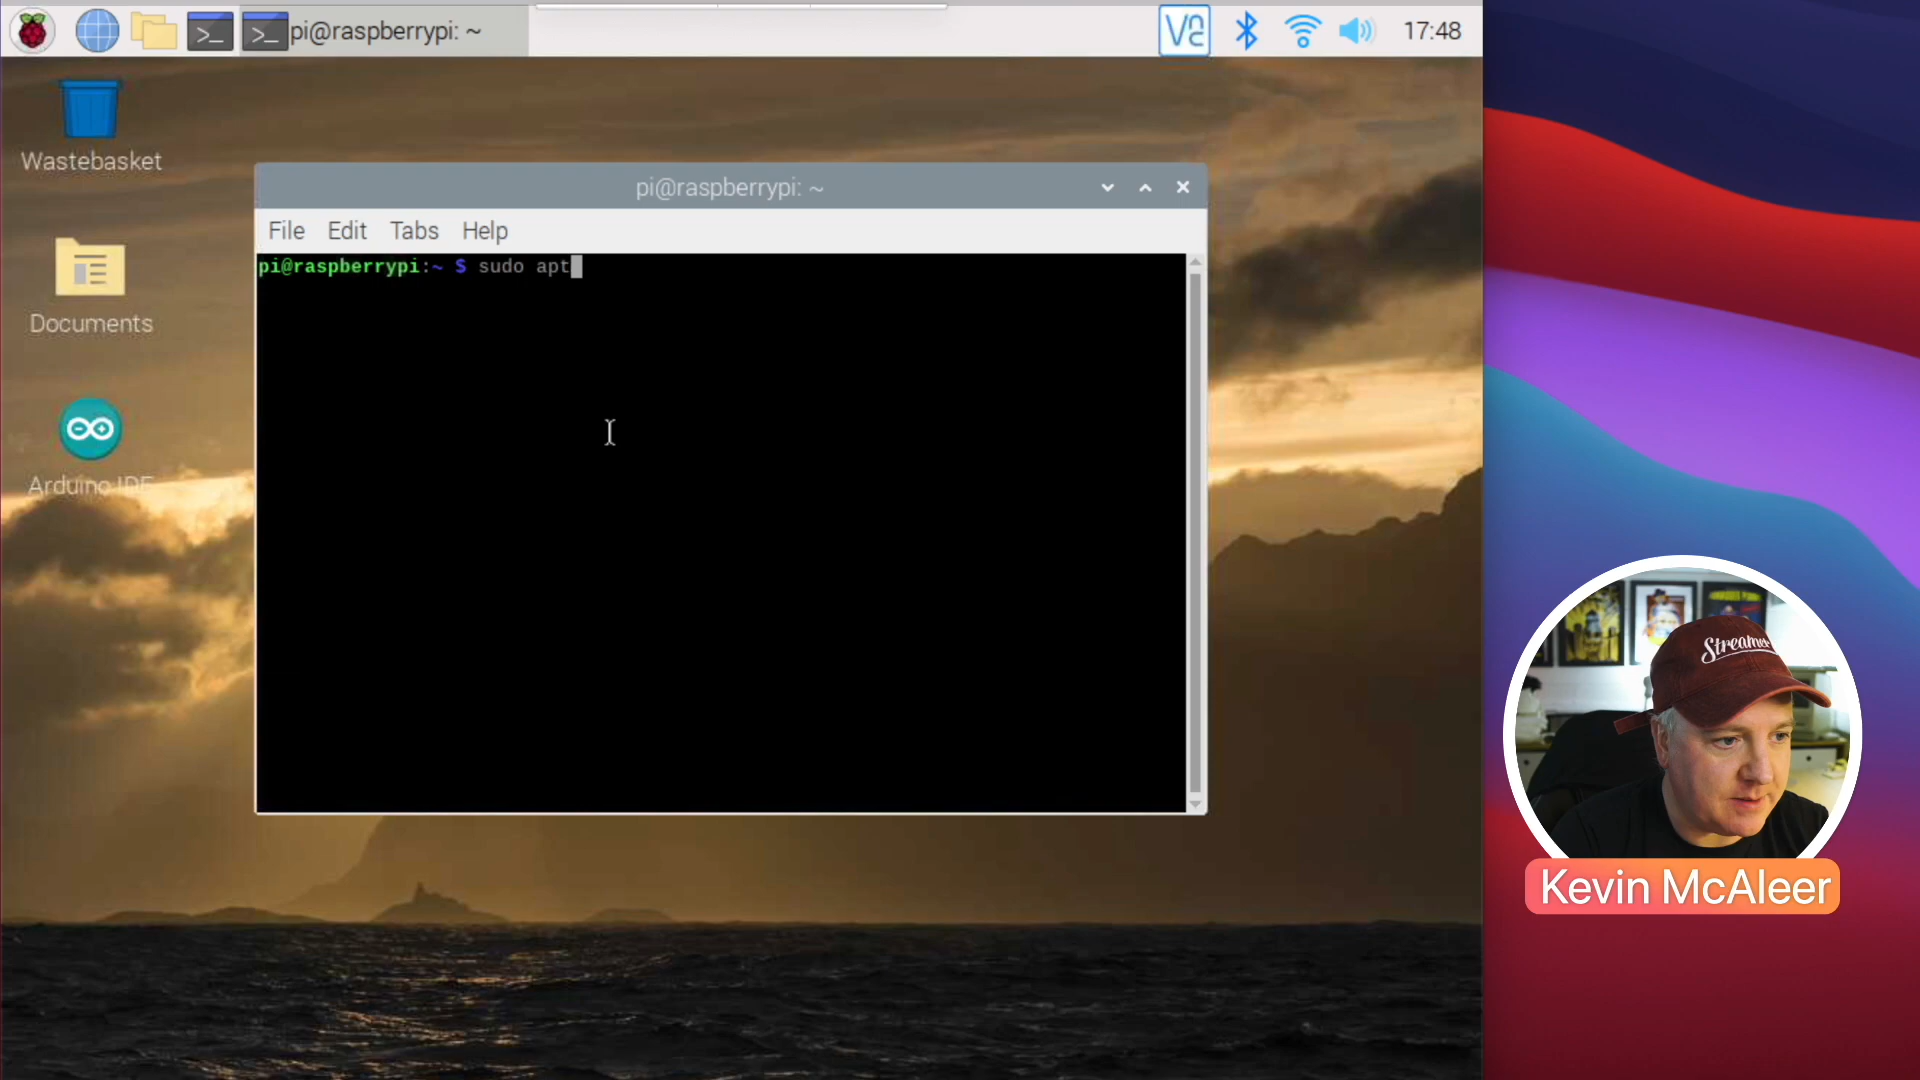 pi@raspberrypi: ~
17:48
Wastebasket
Documents
Arduino IDE
pi@raspberrypi: ~
File Edit Tabs Help
pi@raspberrypi:~ $ sudo apt
Streamer
Kevin McAleer